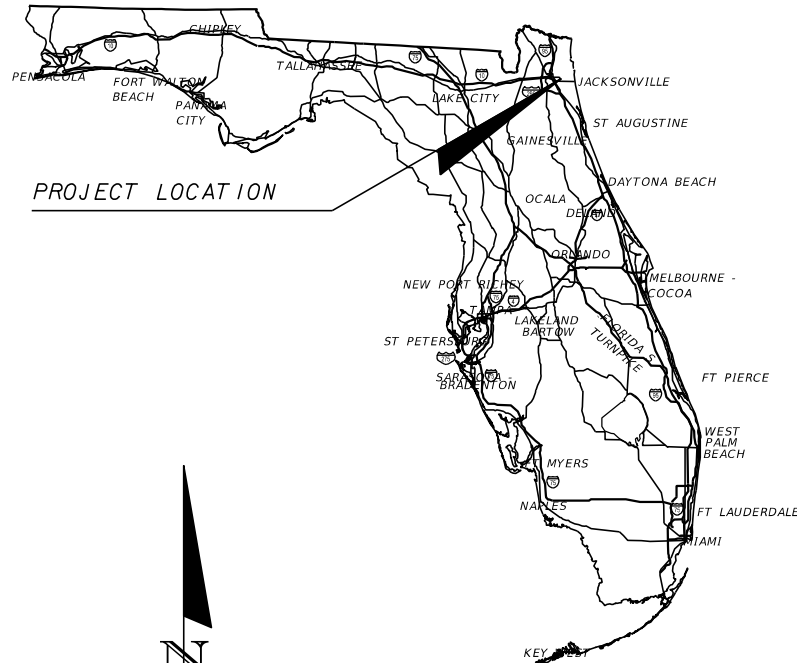 CHIPKEY
PENSACOLA
FORT WALTON
BEACH
PANAMA
CITY
TALLAHASSEE
LAKE CITY
JACKSONVILLE
ST AUGUSTINE
GAINESVILLE
PROJECT LOCATION
OCALA
DAYTONA BEACH
DELAND
ORLANDO
NEW PORT RICHEY
MELBOURNE -
COCOA
TAMPA
LAKELAND
BARTOW
FLORIDA S
TURNPIKE
ST PETERSBURG
SARASOTA -
BRADENTON
FT PIERCE
WEST
PALM
BEACH
FT MYERS
75
NAPLES
FT LAUDERDALE
MIAMI
KEY WEST
N